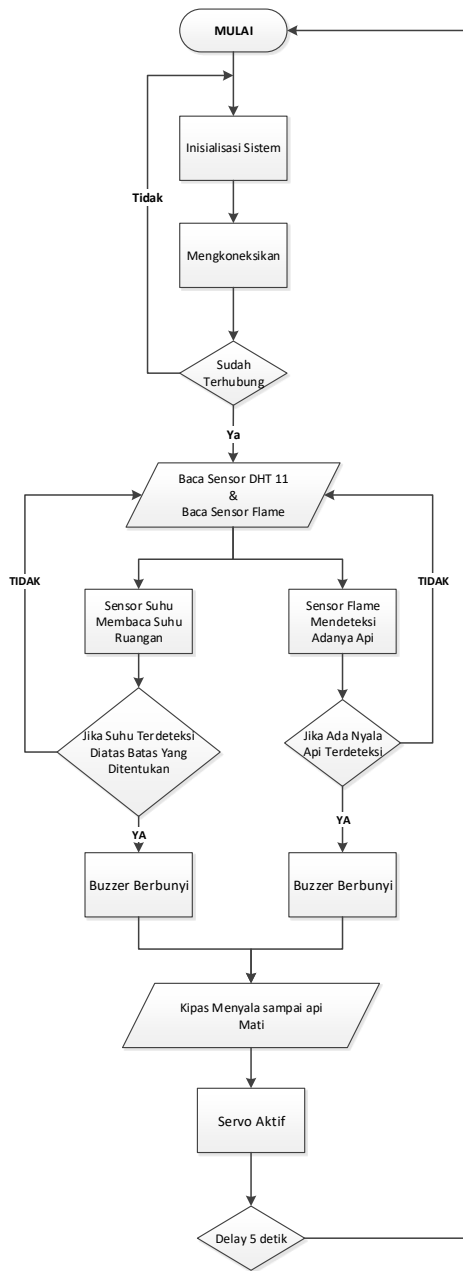 MULAI
Inisialisasi Sistem
Tidak
Mengkoneksikan
Sudah
Terhubung
Ya
Baca Sensor DHT 11
&
Baca Sensor Flame
TIDAK
TIDAK
Sensor Suhu
Membaca Suhu
Ruangan
Sensor Flame
Mendeteksi
Adanya Api
Jika Suhu Terdeteksi
Diatas Batas Yang
Ditentukan
Jika Ada Nyala
Api Terdeteksi
YA
YA
Buzzer Berbunyi
Buzzer Berbunyi
Kipas Menyala sampai api
Mati
Servo Aktif
Delay 5 detik